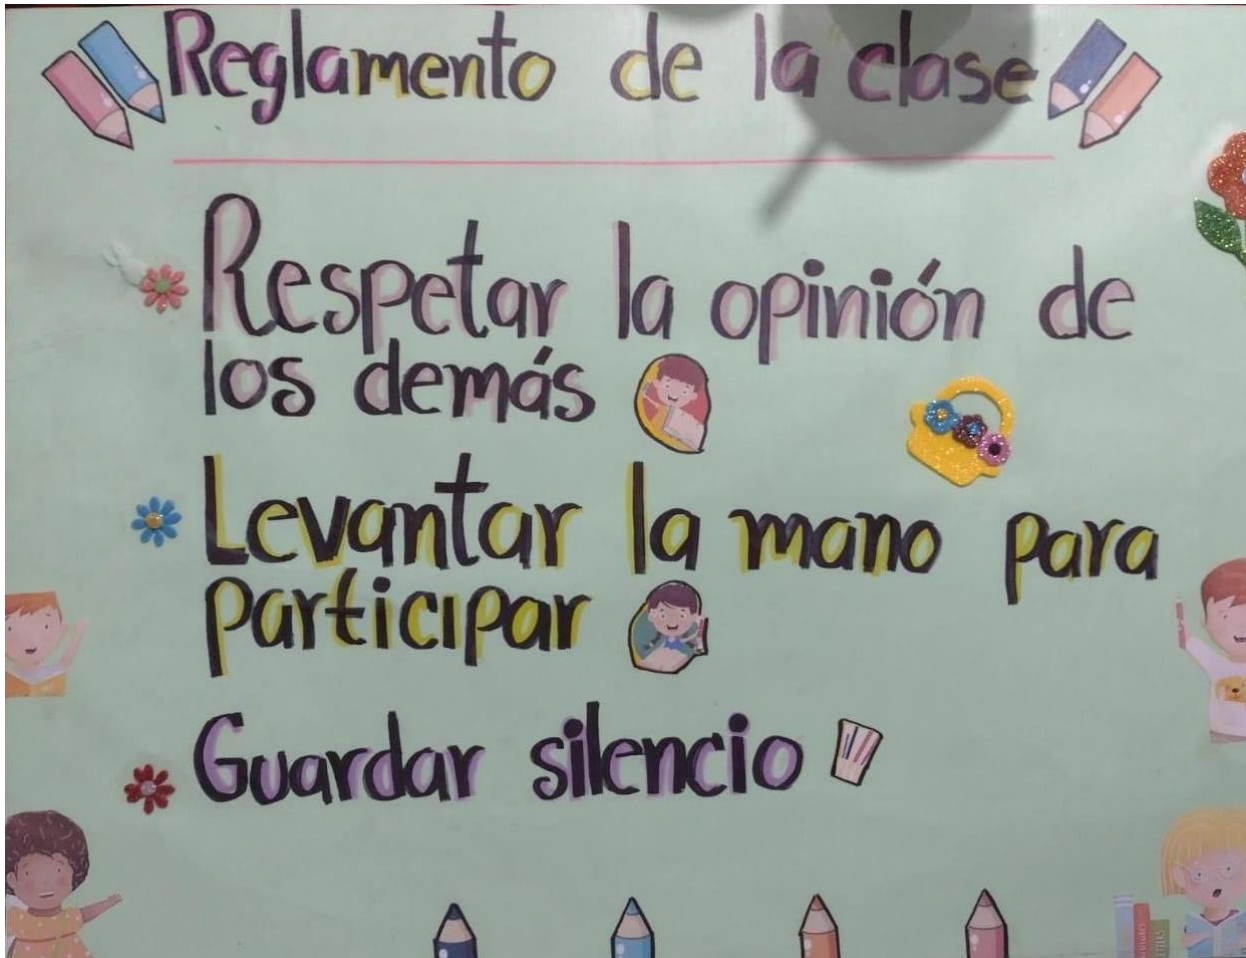 Reglamento de la clase
Respetar la opinión de
los demás
Levantar la mano para
participar
Guardar silencio